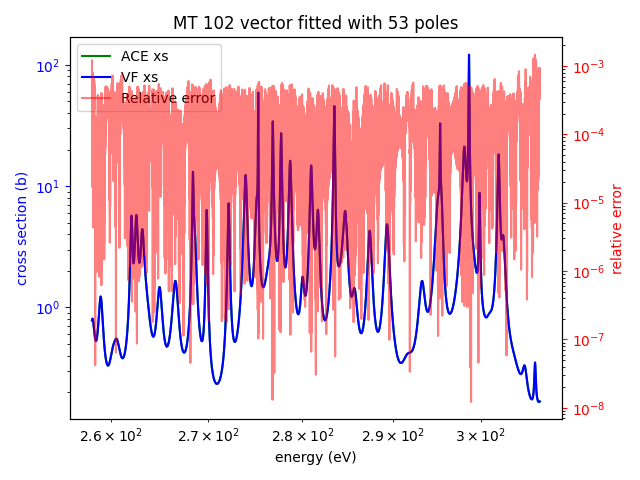 MT 102 vector fitted with 53 poles
ACE xs
VF xs
Relative error
cross section (b)
10²
10¹
10⁰
relative error
10⁻³
10⁻⁴
10⁻⁵
10⁻⁶
10⁻⁷
10⁻⁸
2.6 × 10² 2.7 × 10² 2.8 × 10² 2.9 × 10² 3 × 10²
energy (eV)